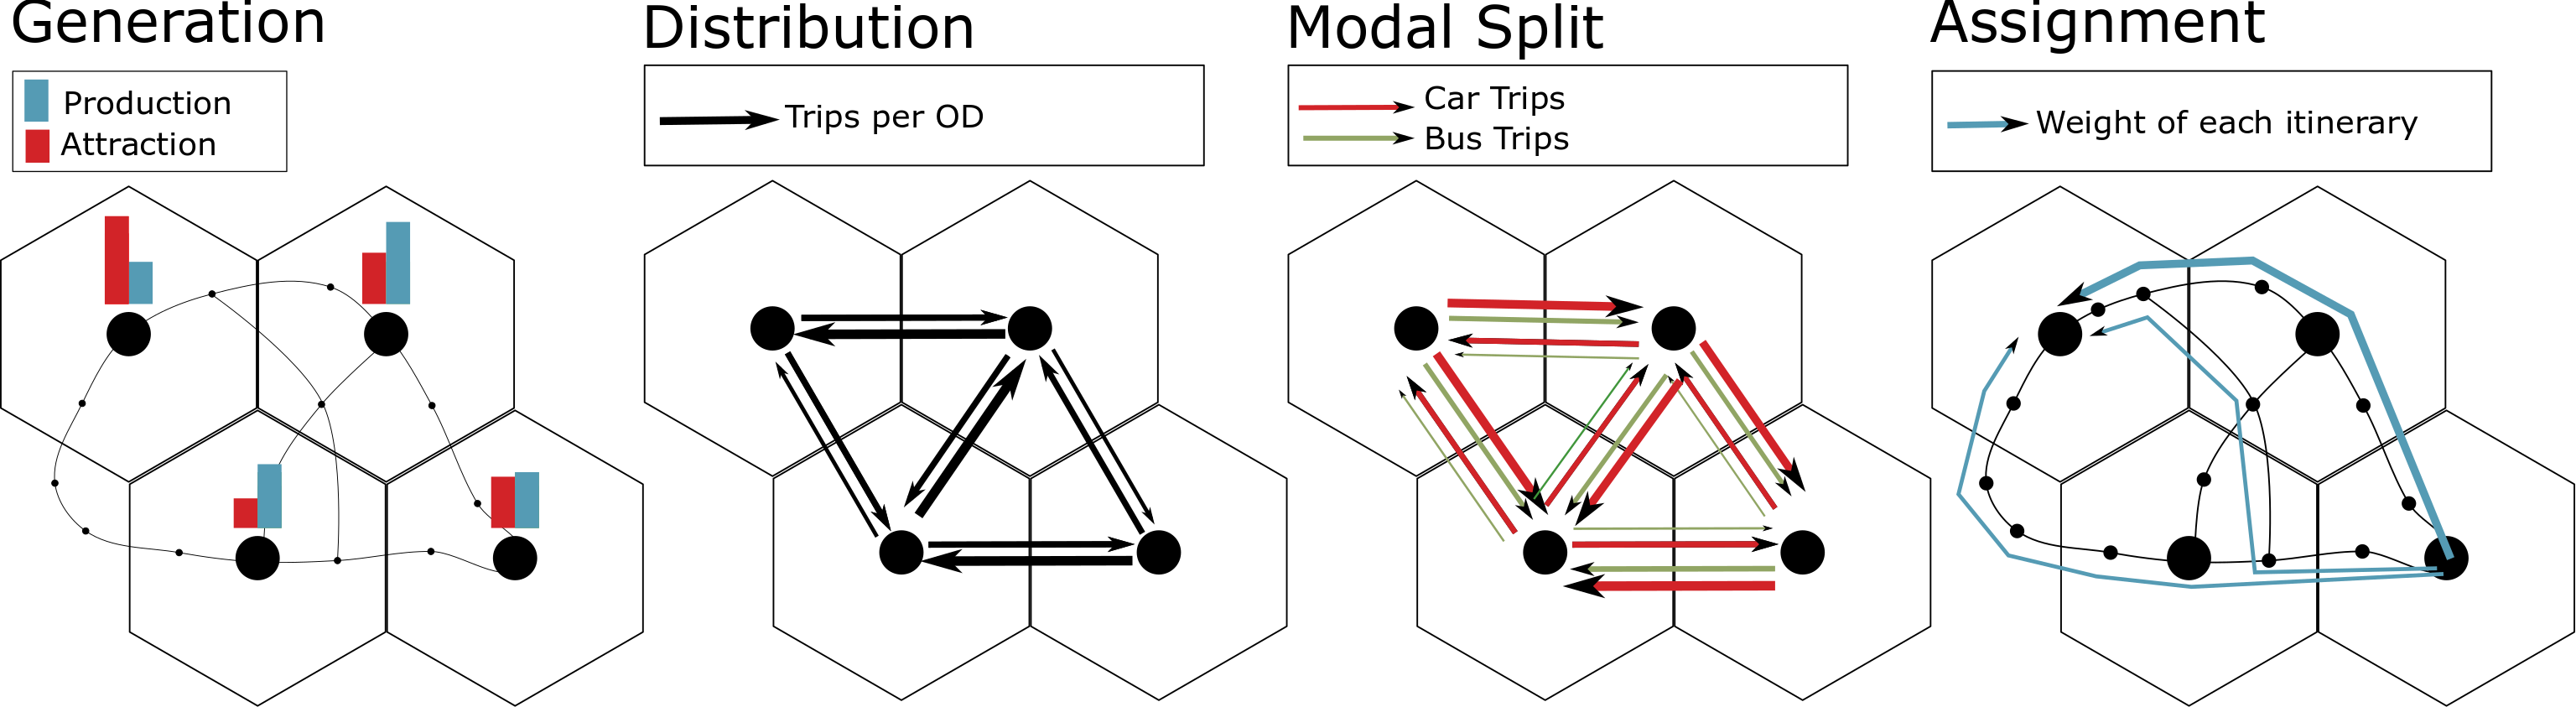 Generation
Production
Attraction
Distribution
Trips per OD
Modal Split
Car Trips
Bus Trips
Assignment
Weight of each itinerary